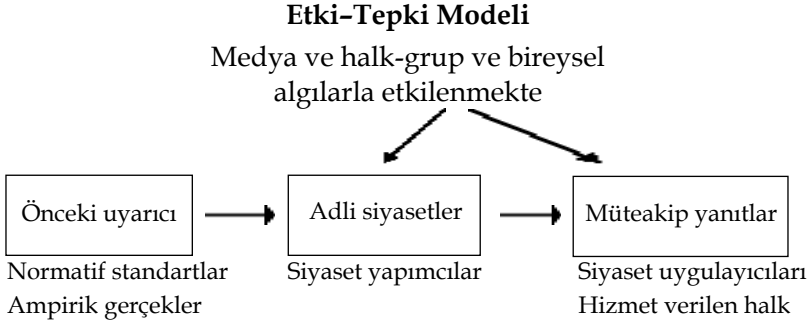 Etki–Tepki Modeli
Medya ve halk-grup ve bireysel
algılarla etkilenmekte
Önceki uyarıcı
Adli siyasetler
Müteakip yanıtlar
Normatif standartlar
Ampirik gerçekler
Siyaset yapımcılar
Siyaset uygulayıcıları
Hizmet verilen halk